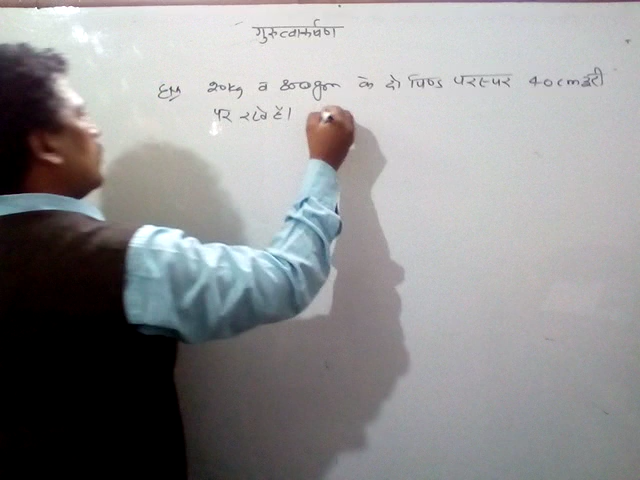 गुरुत्वाकर्षण
20kg व 800gm के दो पिण्ड परस्पर 40cm दूरी
पर रखे हैं।